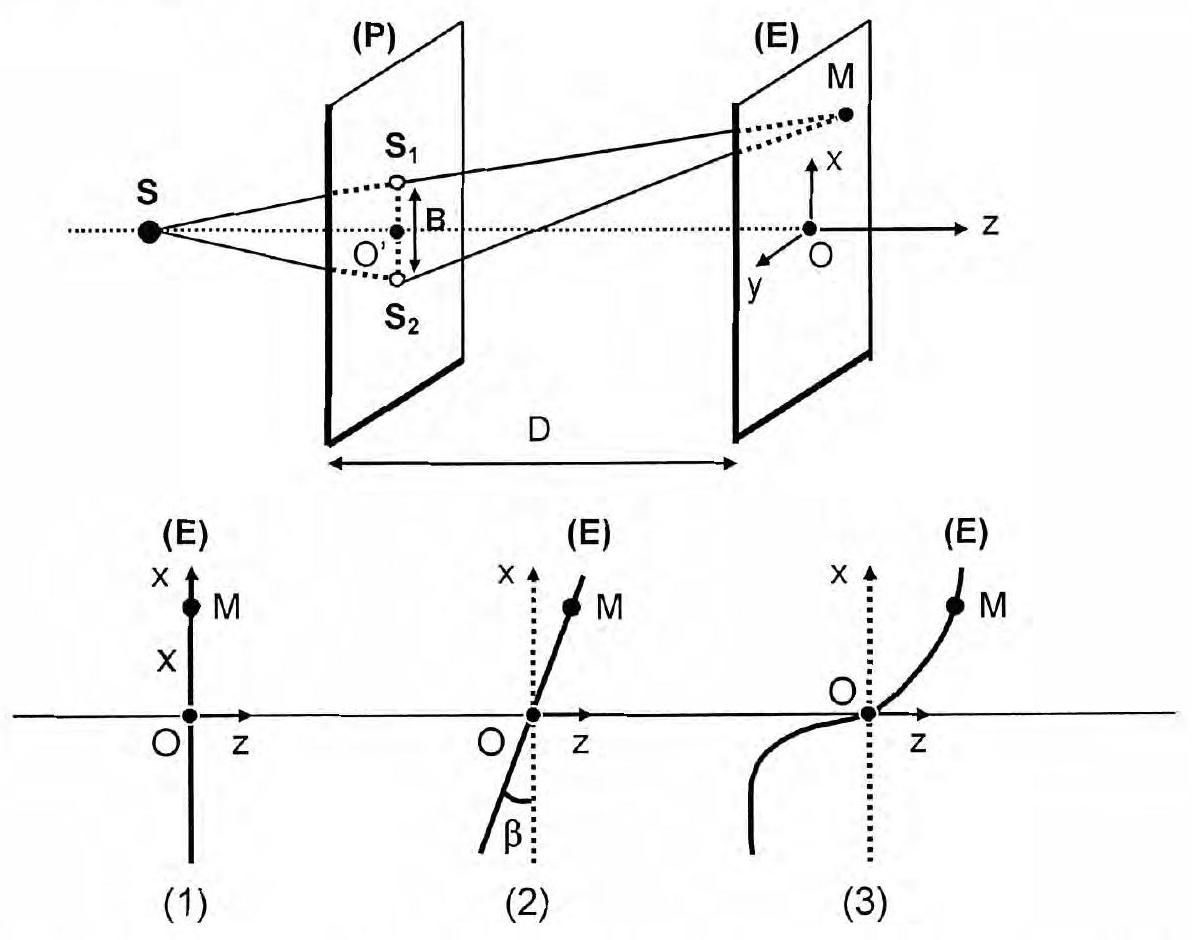 (P) (E)
M
S₁
x
S
B
z
O'
O
y
S₂
D
(E) (E) (E)
x x x
M M M
x
O
O z O z z
β
(1) (2) (3)